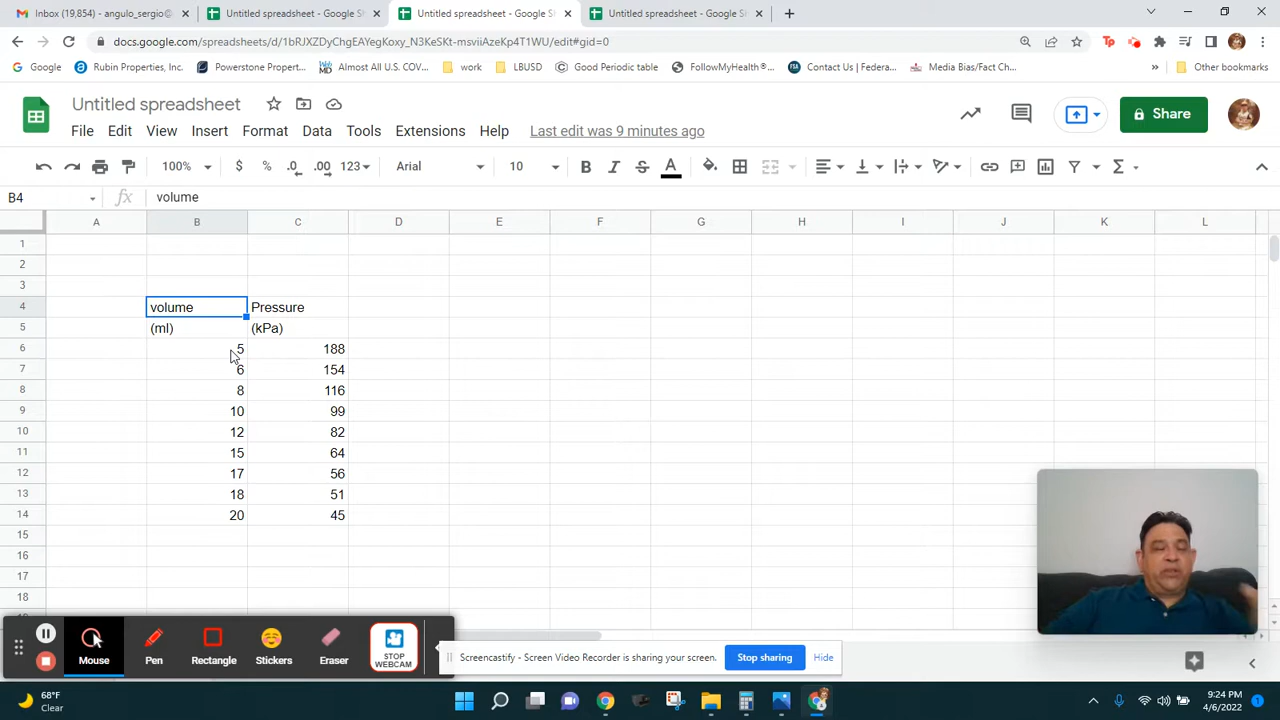 Inbox (19,854) - angulo_sergio@
Untitled spreadsheet - Google Sh
Untitled spreadsheet - Google Sh
Untitled spreadsheet - Google Sh
docs.google.com/spreadsheets/d/1bRJXZDyChgEAYegKoxv_N3KeSKt-msviiAzeKp4T1WU/edit#gid=0
Google
Rubin Properties, Inc.
Powerstone Propert...
Almost All U.S. COV...
work
LBUSD
Good Periodic table
FollowMyHealth®...
Contact Us | Federa...
Media Bias/Fact Ch...
Other bookmarks
Untitled spreadsheet
Share
File Edit View Insert Format Data Tools Extensions Help Last edit was 9 minutes ago
100% $ % .0 .00 123 Arial 10 B I S A Σ
B4 fx volume
A B C D E F G H I J K L
1
2
3
4 volume Pressure
5 (ml) (kPa)
6 5 188
7 6 154
8 8 116
9 10 99
10 12 82
11 15 64
12 17 56
13 18 51
14 20 45
15
16
17
18
Mouse
Pen
Rectangle
Stickers
Eraser
STOP
WEBCAM
Screencastify - Screen Video Recorder is sharing your screen. Stop sharing Hide
68°F
Clear
9:24 PM
4/6/2022
1